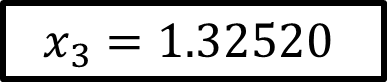 x₃ = 1.32520